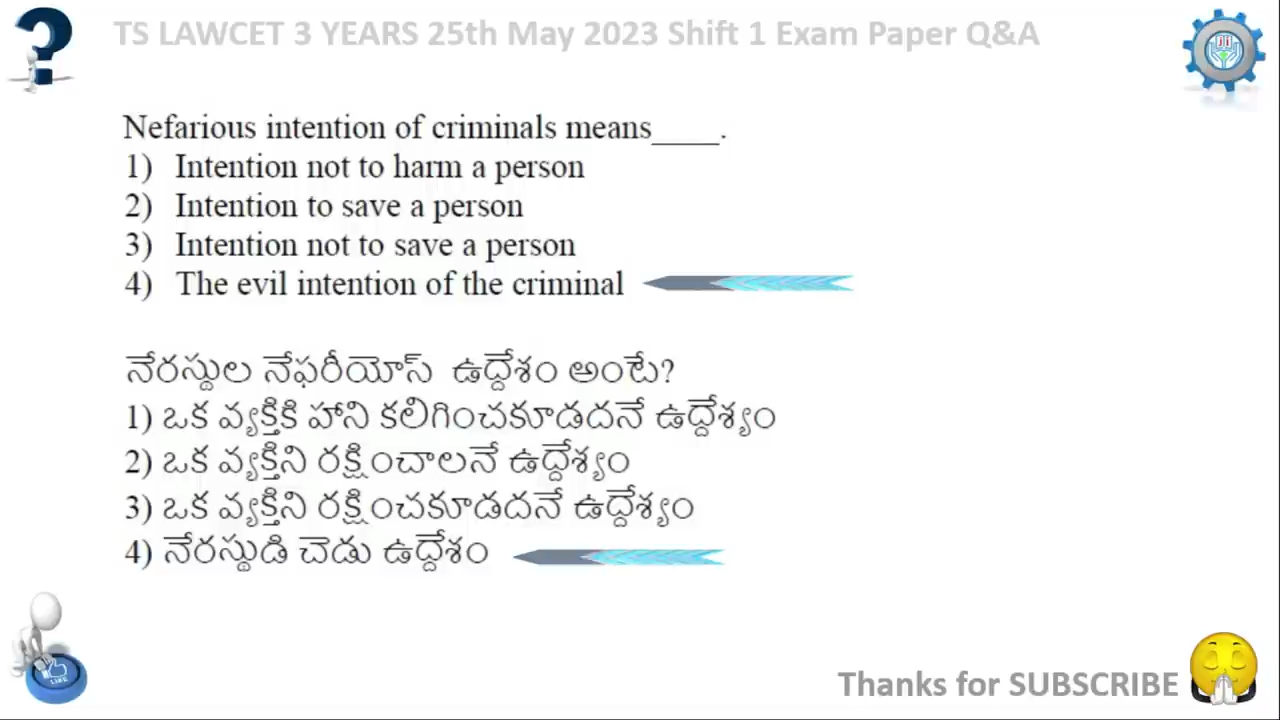 TS LAWCET 3 YEARS 25th May 2023 Shift 1 Exam Paper Q&A
Nefarious intention of criminals means____.
1) Intention not to harm a person
2) Intention to save a person
3) Intention not to save a person
4) The evil intention of the criminal
నేరస్థుల నేఫరీయోస్ ఉద్దేశం అంటే?
1) ఒక వ్యక్తికి హాని కలిగించకూడదనే ఉద్దేశ్యం
2) ఒక వ్యక్తిని రక్షించాలనే ఉద్దేశ్యం
3) ఒక వ్యక్తిని రక్షించకూడదనే ఉద్దేశ్యం
4) నేరస్థుడి చెడు ఉద్దేశం
LIKE
Thanks for SUBSCRIBE